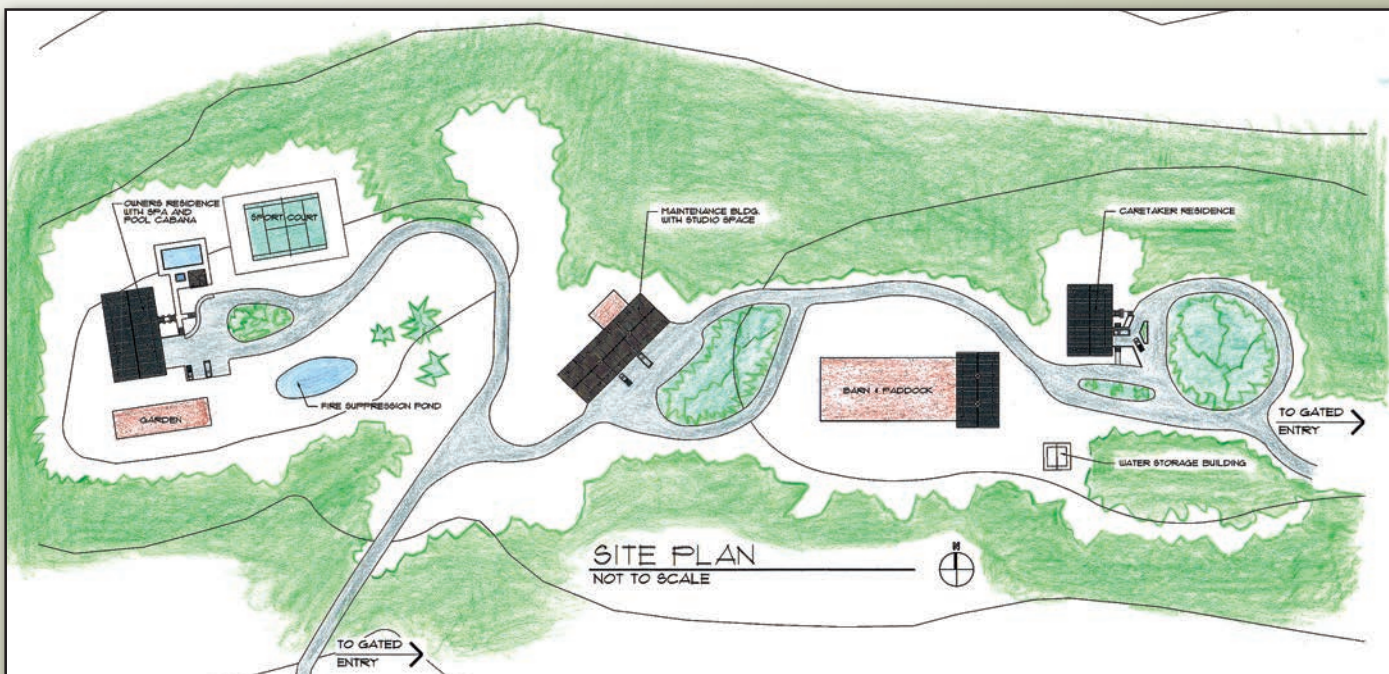 OWNERS RESIDENCE
WITH SPA AND
POOL CABANA
SPORT COURT
MAINTENANCE BLDG.
WITH STUDIO SPACE
CARETAKER RESIDENCE
BARN & PADDOCK
FIRE SUPPRESSION POND
GARDEN
TO GATED
ENTRY
WATER STORAGE BUILDING
SITE PLAN
NOT TO SCALE
N
TO GATED
ENTRY